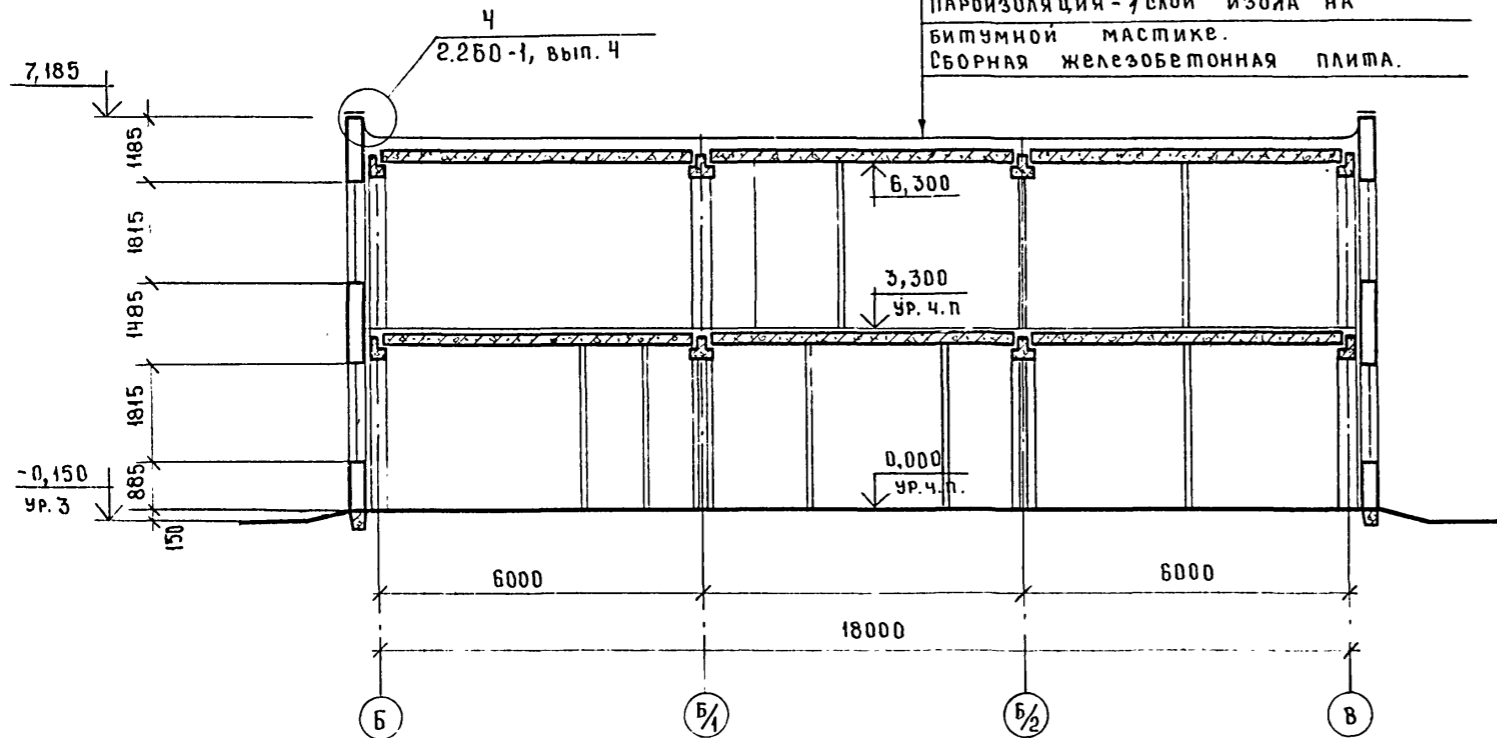 ПАРОИЗОЛЯЦИЯ-1 СЛОЙ ИЗОЛА НА
БИТУМНОЙ МАСТИКЕ.
СБОРНАЯ ЖЕЛЕЗОБЕТОННАЯ ПЛИТА.
4
2.260-1, ВЫП. 4
7,185
1185
1815
1485
1815
885
150
-0,150
УР. З
6,300
3,300
УР. Ч.П
0,000
УР. Ч.П.
6000
6000
18000
Б
Б/1
Б/2
В